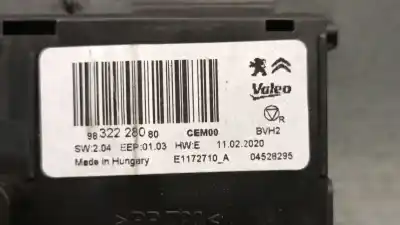 Valeo
R
98 322 280 80 CEM00 BVH2
SW:2.04 EEP:01.03 HW:E 11.02.2020
Made in Hungary E1172710_A 04528295